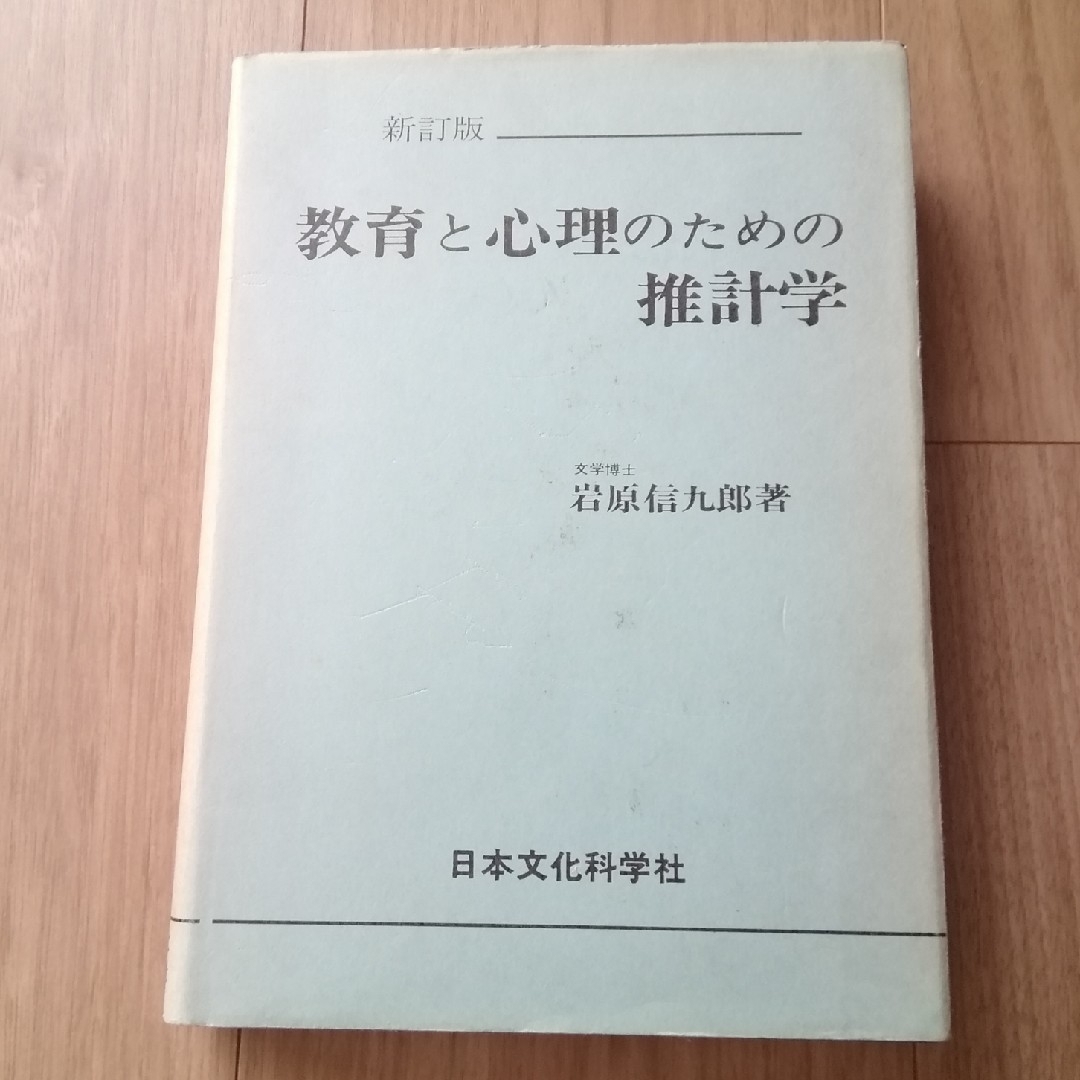 新訂版
教育と心理のための
推計学
文学博士
岩原信九郎著
日本文化科学社